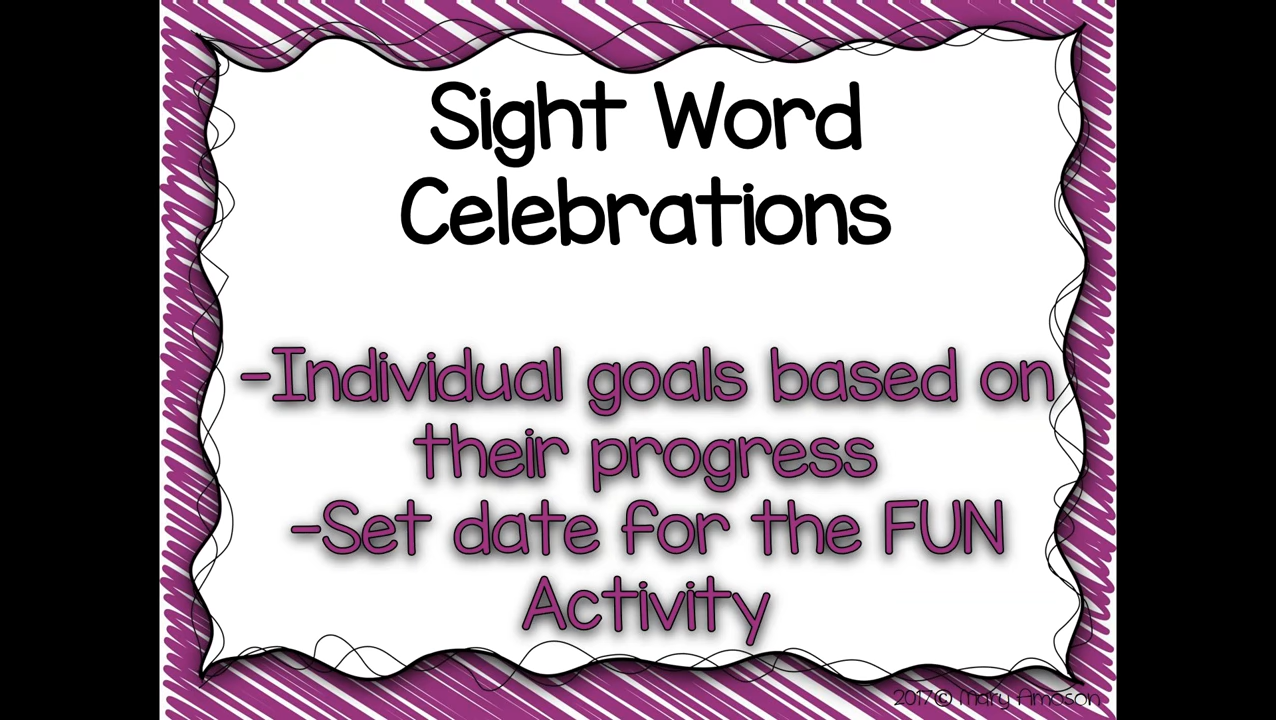 Sight Word
Celebrations
-Individual goals based on
their progress
-Set date for the FUN
Activity
2017© Mary Amoson